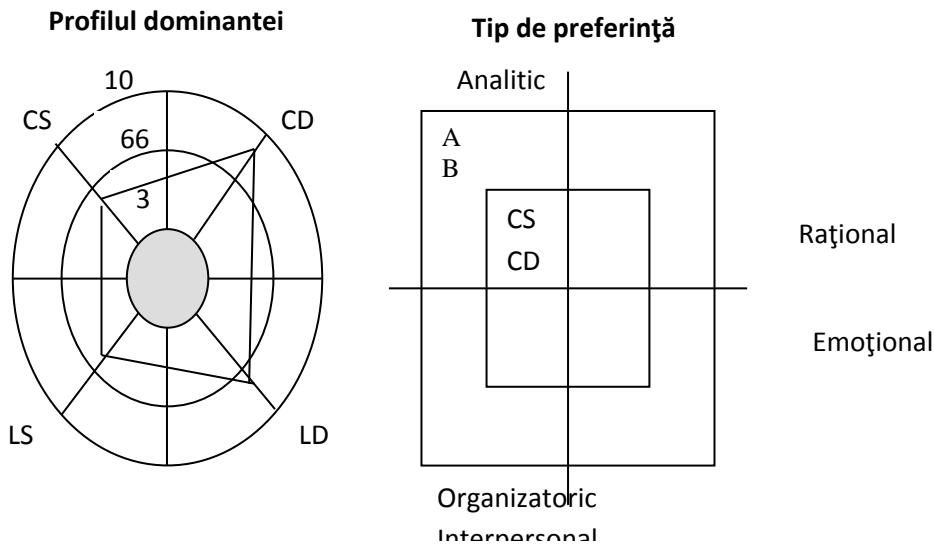 Profilul dominantei
Tip de preferinţă
10
CS
CD
66
3
LS
LD
Analitic
A
B
CS
CD
Raţional
Emoţional
Organizatoric
Interpersonal